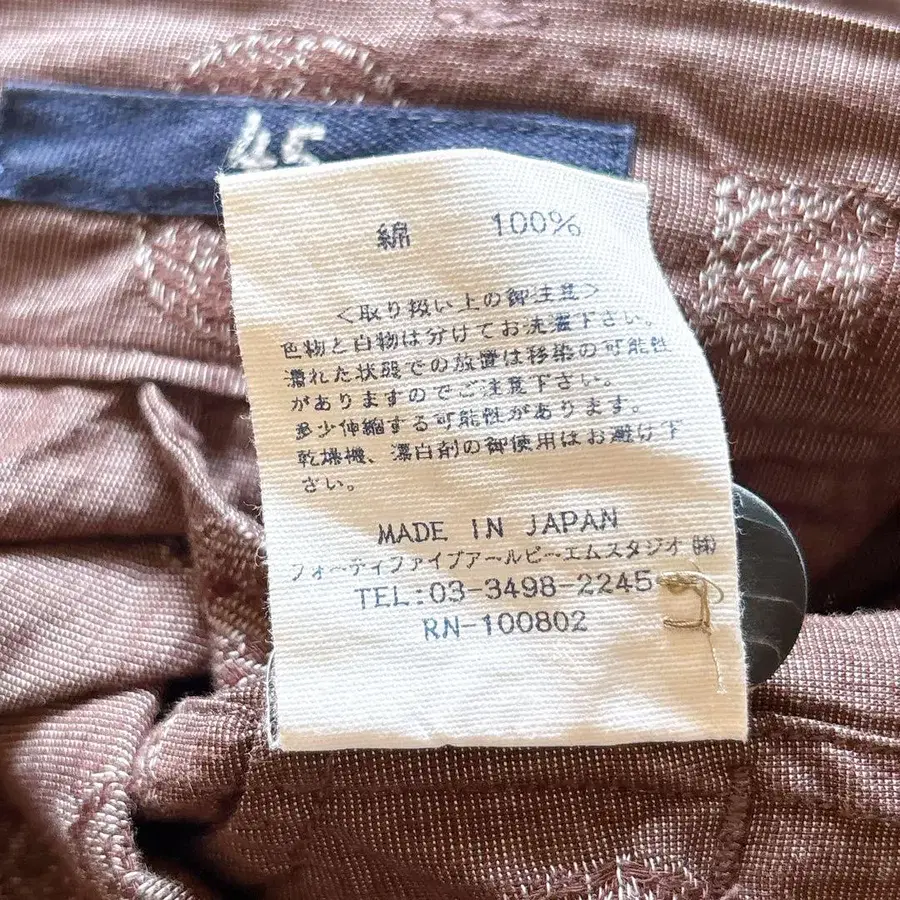 45
綿 100%
<取り扱い上の御注意>
色物と白物は分けてお洗濯下さい。
濡れた状態での放置は移染の可能性
がありますのでご注意下さい。
多少伸縮する可能性があります。
乾燥機、漂白剤の御使用はお避け下
さい。
MADE IN JAPAN
フォーティファイブアールピーエムスタジオ㈱
TEL:03-3498-2245
RN-100802